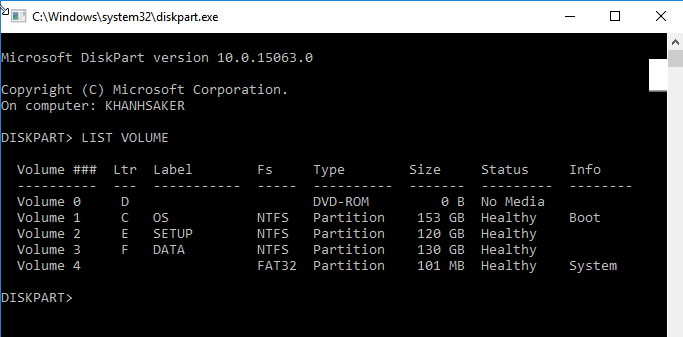 C:\Windows\system32\diskpart.exe
Microsoft DiskPart version 10.0.15063.0
Copyright (C) Microsoft Corporation.
On computer: KHANHSAKER
DISKPART> LIST VOLUME
  Volume ###  Ltr  Label        Fs     Type        Size     Status     Info
  ----------  ---  -----------  -----  ----------  -------  ---------  --------
  Volume 0     D                       DVD-ROM         0 B  No Media
  Volume 1     C   OS           NTFS   Partition    153 GB  Healthy    Boot
  Volume 2     E   SETUP        NTFS   Partition    120 GB  Healthy
  Volume 3     F   DATA         NTFS   Partition    130 GB  Healthy
  Volume 4                      FAT32  Partition    101 MB  Healthy    System
DISKPART>